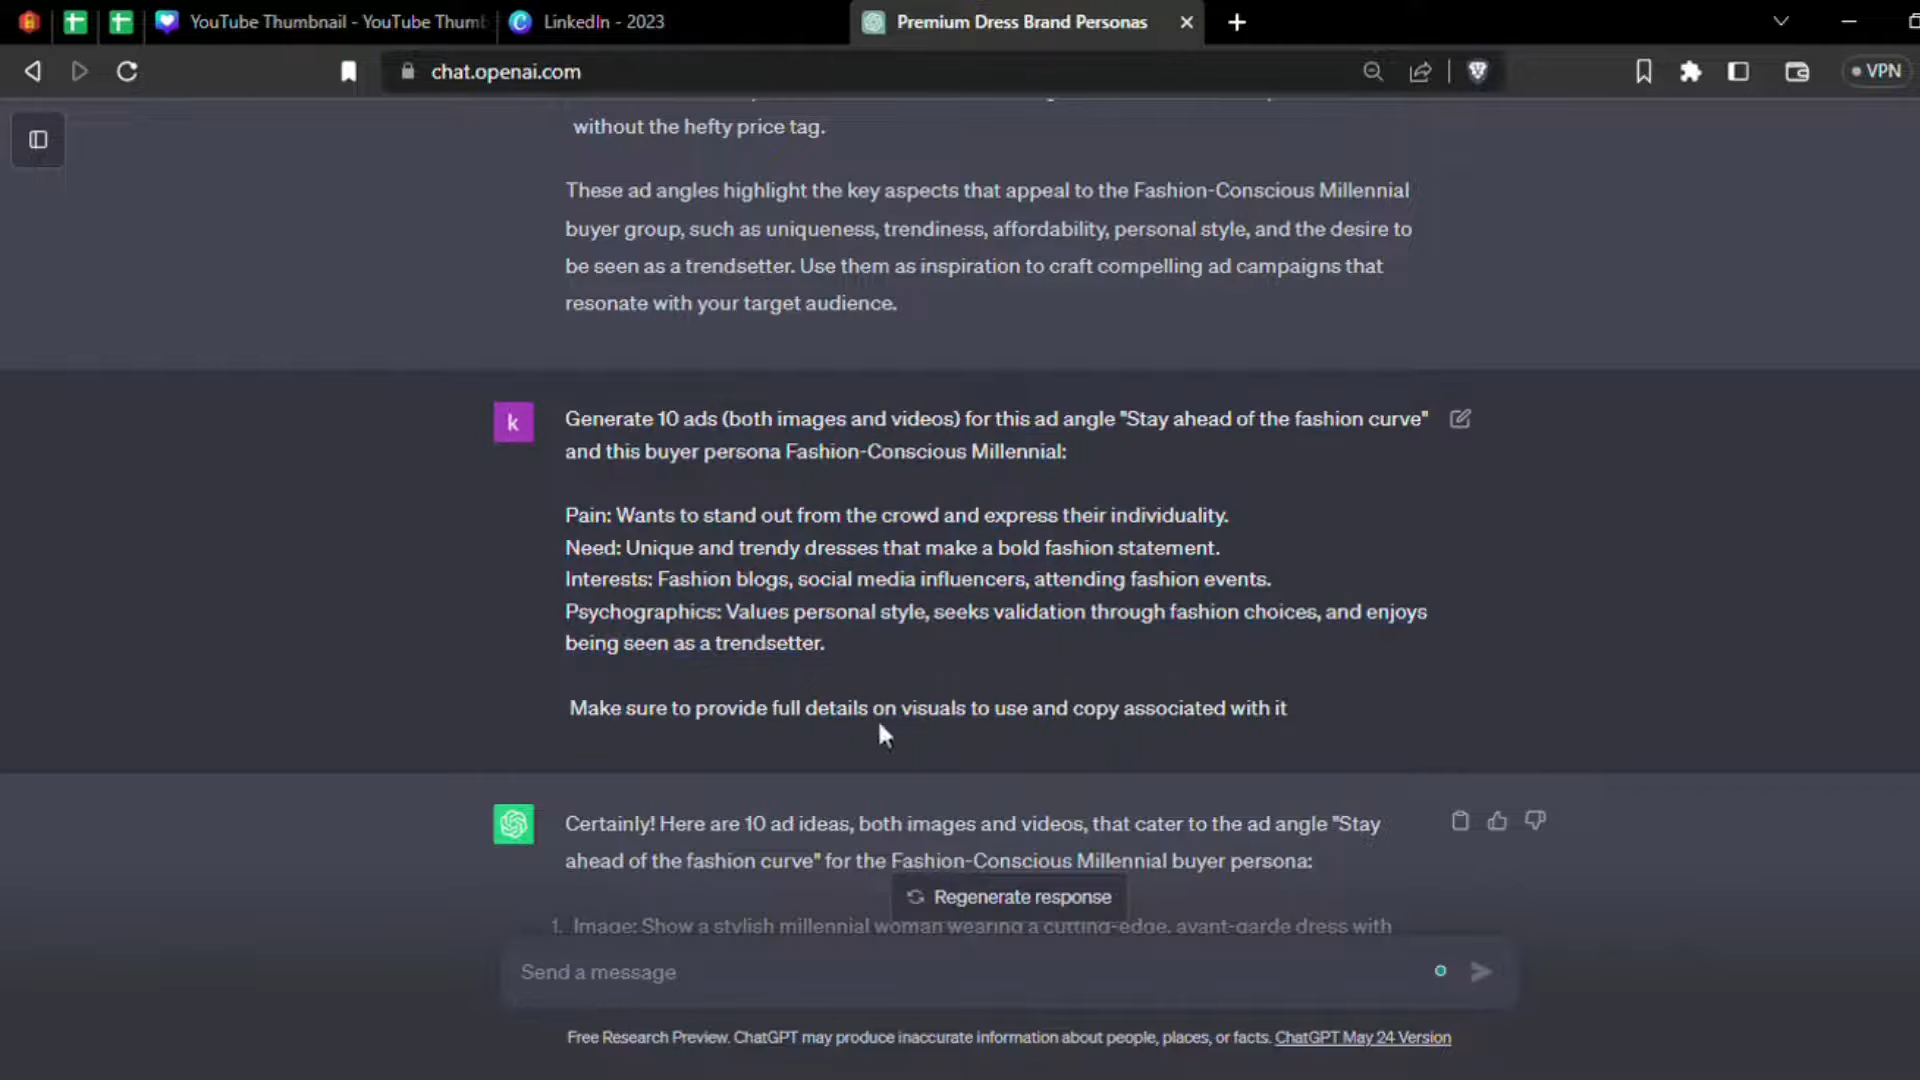 YouTube Thumbnail - YouTube Thumb
LinkedIn - 2023
Premium Dress Brand Personas
chat.openai.com
VPN
without the hefty price tag.
These ad angles highlight the key aspects that appeal to the Fashion-Conscious Millennial
buyer group, such as uniqueness, trendiness, affordability, personal style, and the desire to
be seen as a trendsetter. Use them as inspiration to craft compelling ad campaigns that
resonate with your target audience.
k
Generate 10 ads (both images and videos) for this ad angle "Stay ahead of the fashion curve"
and this buyer persona Fashion-Conscious Millennial:
Pain: Wants to stand out from the crowd and express their individuality.
Need: Unique and trendy dresses that make a bold fashion statement.
Interests: Fashion blogs, social media influencers, attending fashion events.
Psychographics: Values personal style, seeks validation through fashion choices, and enjoys
being seen as a trendsetter.
Make sure to provide full details on visuals to use and copy associated with it
Certainly! Here are 10 ad ideas, both images and videos, that cater to the ad angle "Stay
ahead of the fashion curve" for the Fashion-Conscious Millennial buyer persona:
Regenerate response
1. Image: Show a stylish millennial woman wearing a cutting-edge, avant-garde dress with
Send a message
Free Research Preview. ChatGPT may produce inaccurate information about people, places, or facts. ChatGPT May 24 Version